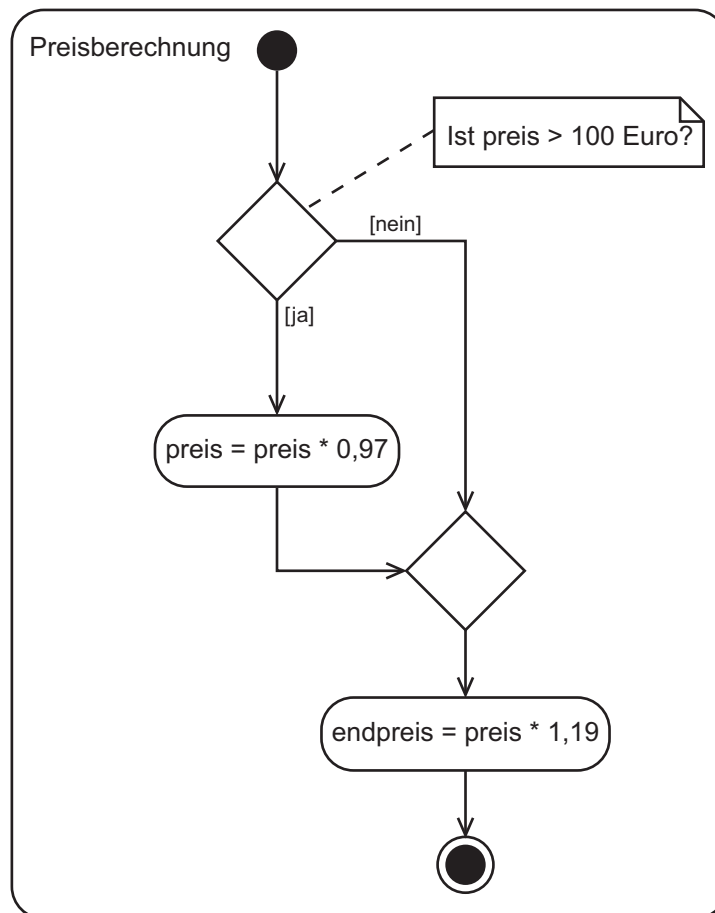 Preisberechnung
Ist preis > 100 Euro?
[nein]
[ja]
preis = preis * 0,97
endpreis = preis * 1,19